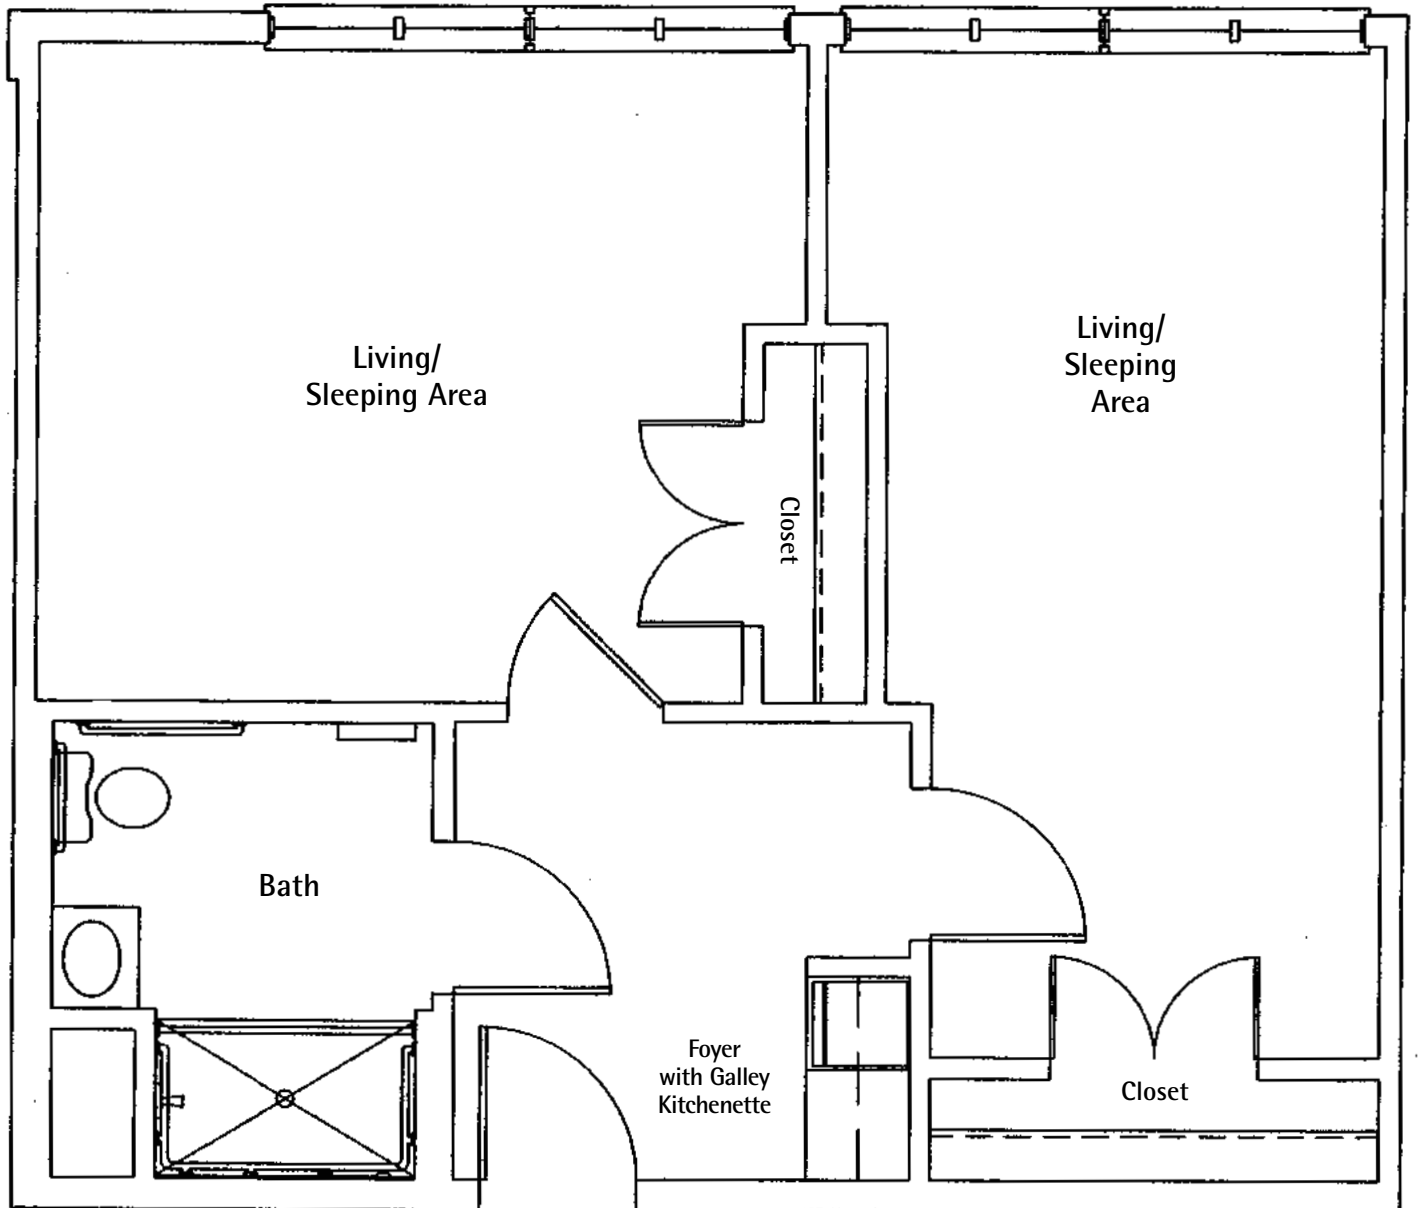 Living/
Sleeping Area
Living/
Sleeping
Area
Closet
Bath
Foyer
with Galley
Kitchenette
Closet